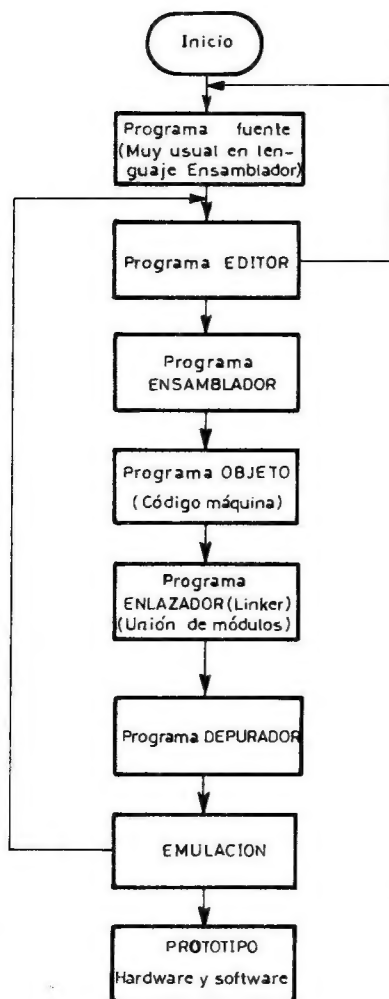 Inicio
Programa fuente
(Muy usual en len-
guaje Ensamblador)
Programa EDITOR
Programa
ENSAMBLADOR
Programa OBJETO
(Código máquina)
Programa
ENLAZADOR (Linker)
(Unión de módulos)
Programa DEPURADOR
EMULACION
PROTOTIPO
Hardware y software